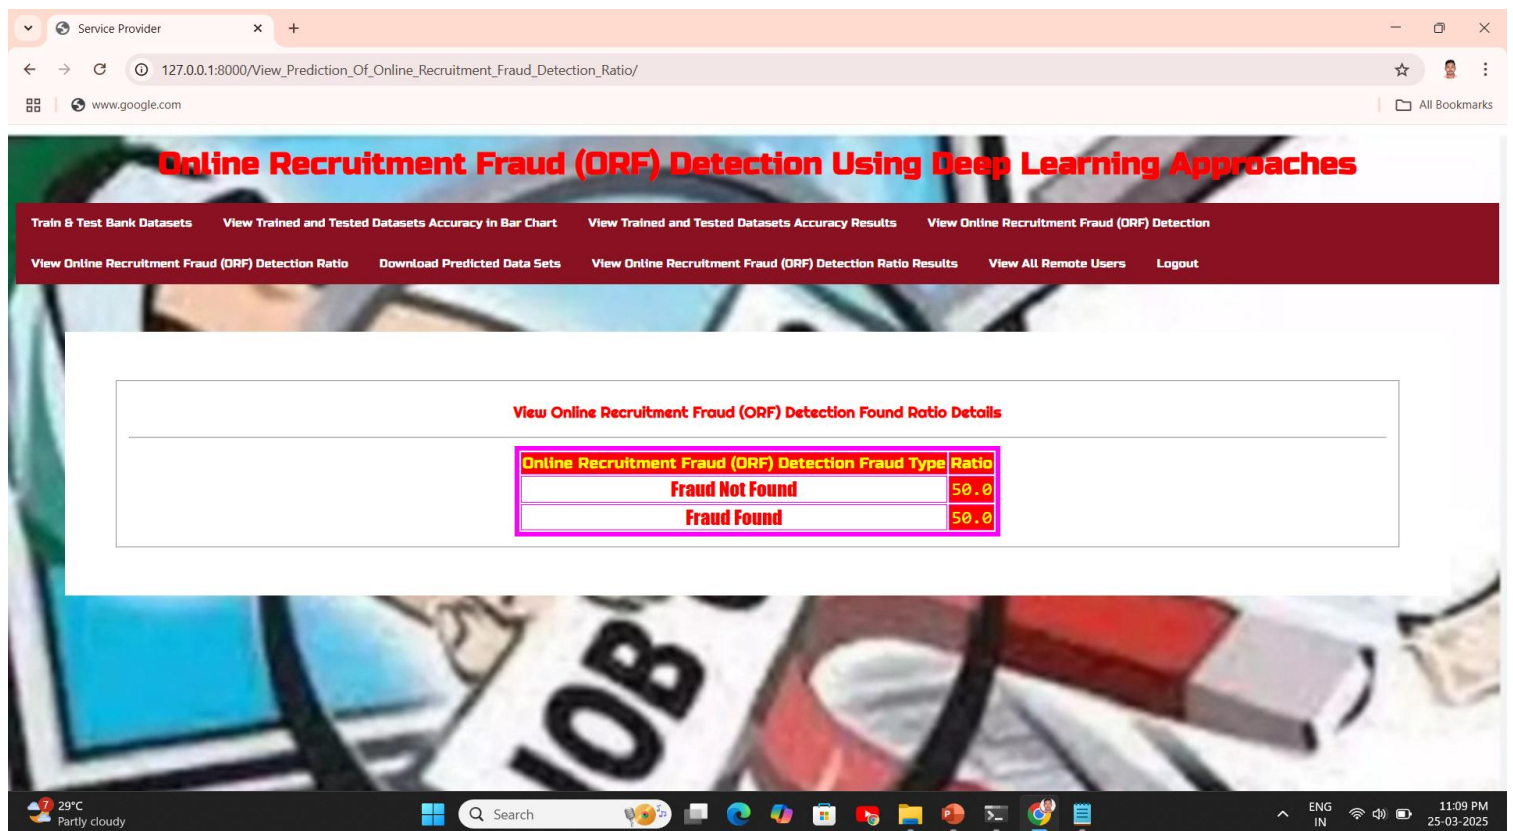 Service Provider
127.0.0.1:8000/View_Prediction_Of_Online_Recruitment_Fraud_Detection_Ratio/
www.google.com
All Bookmarks
Online Recruitment Fraud (ORF) Detection Using Deep Learning Approaches
Train & Test Bank Datasets View Trained and Tested Datasets Accuracy in Bar Chart View Trained and Tested Datasets Accuracy Results View Online Recruitment Fraud (ORF) Detection
View Online Recruitment Fraud (ORF) Detection Ratio Download Predicted Data Sets View Online Recruitment Fraud (ORF) Detection Ratio Results View All Remote Users Logout
View Online Recruitment Fraud (ORF) Detection Found Ratio Details
Online Recruitment Fraud (ORF) Detection Fraud Type Ratio
Fraud Not Found 50.0
Fraud Found 50.0
JOB
7
29°C
Partly cloudy
Search
ENG
IN
11:09 PM
25-03-2025